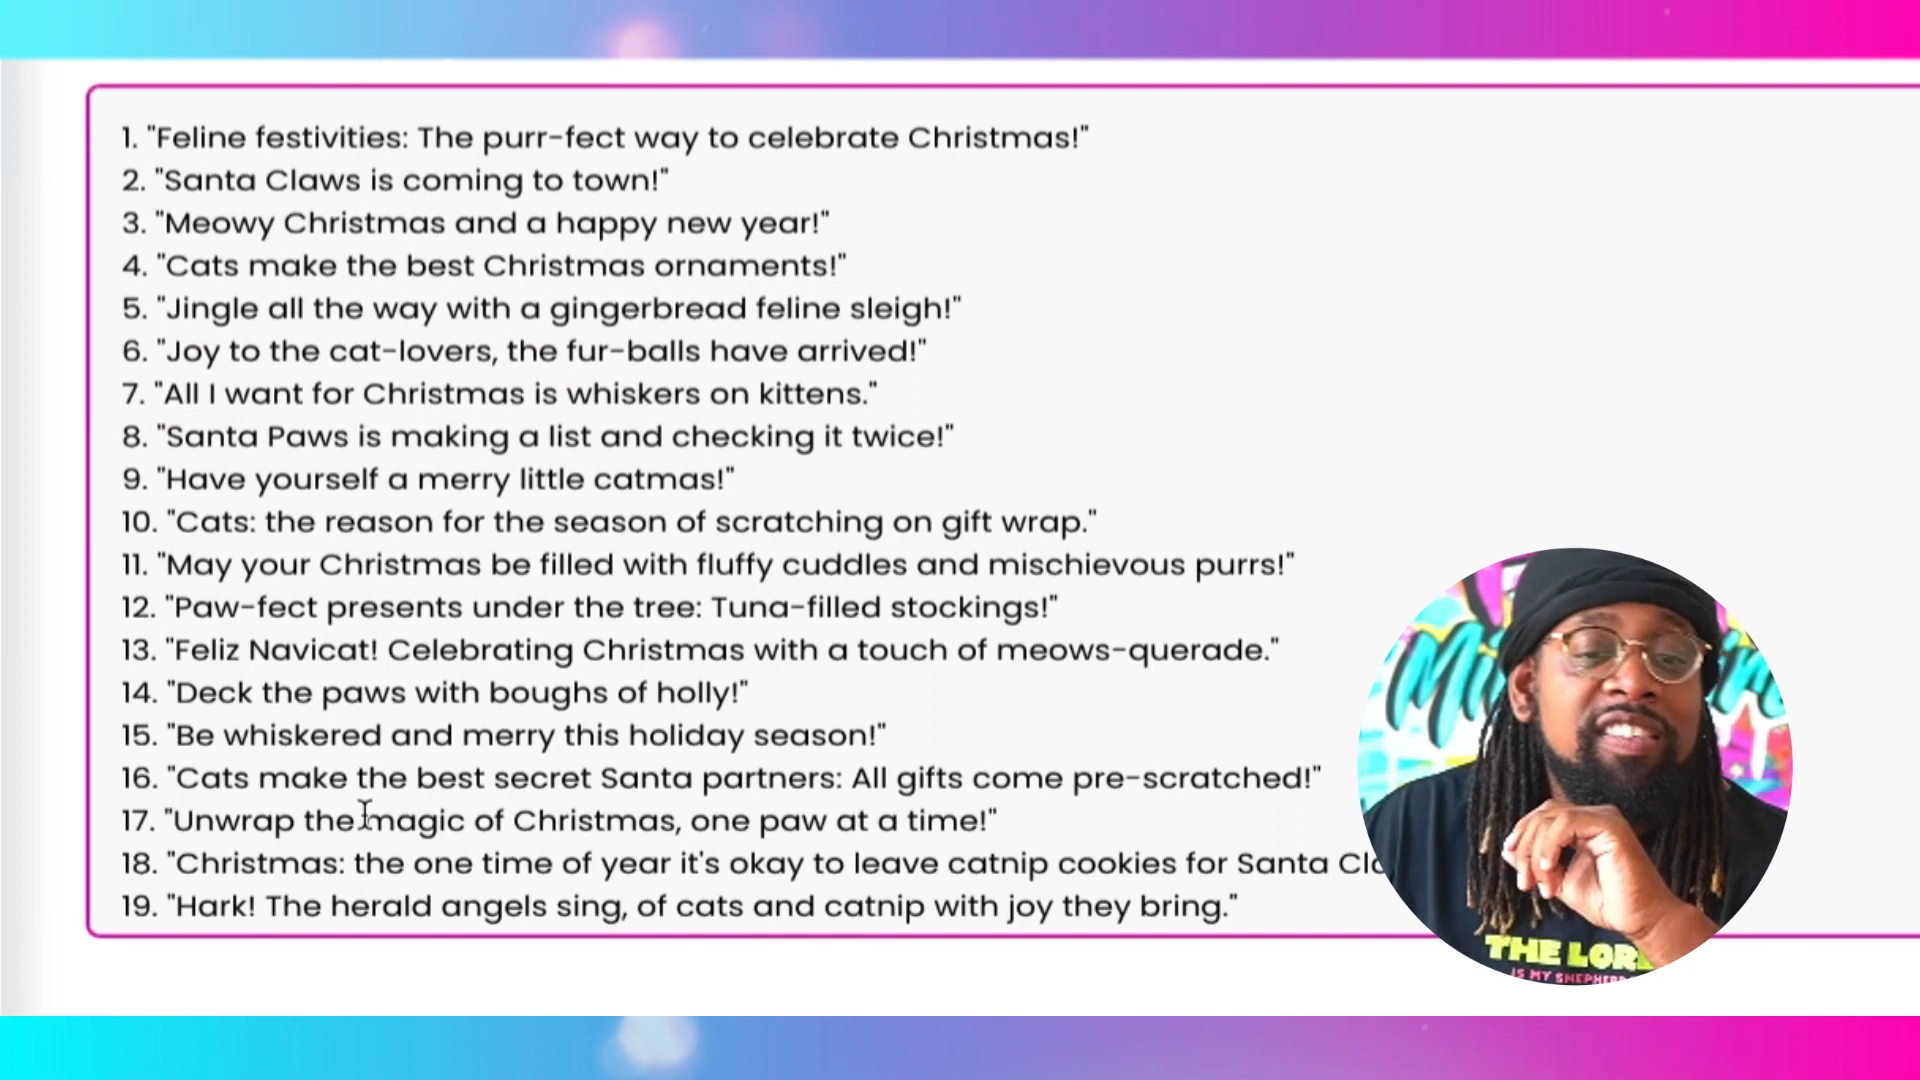 1. "Feline festivities: The purr-fect way to celebrate Christmas!"
2. "Santa Claws is coming to town!"
3. "Meowy Christmas and a happy new year!"
4. "Cats make the best Christmas ornaments!"
5. "Jingle all the way with a gingerbread feline sleigh!"
6. "Joy to the cat-lovers, the fur-balls have arrived!"
7. "All I want for Christmas is whiskers on kittens."
8. "Santa Paws is making a list and checking it twice!"
9. "Have yourself a merry little catmas!"
10. "Cats: the reason for the season of scratching on gift wrap."
11. "May your Christmas be filled with fluffy cuddles and mischievous purrs!"
12. "Paw-fect presents under the tree: Tuna-filled stockings!"
13. "Feliz Navicat! Celebrating Christmas with a touch of meows-querade."
14. "Deck the paws with boughs of holly!"
15. "Be whiskered and merry this holiday season!"
16. "Cats make the best secret Santa partners: All gifts come pre-scratched!"
17. "Unwrap the magic of Christmas, one paw at a time!"
18. "Christmas: the one time of year it's okay to leave catnip cookies for Santa
19. "Hark! The herald angels sing, of cats and catnip with joy they bring."
THE
IS MY